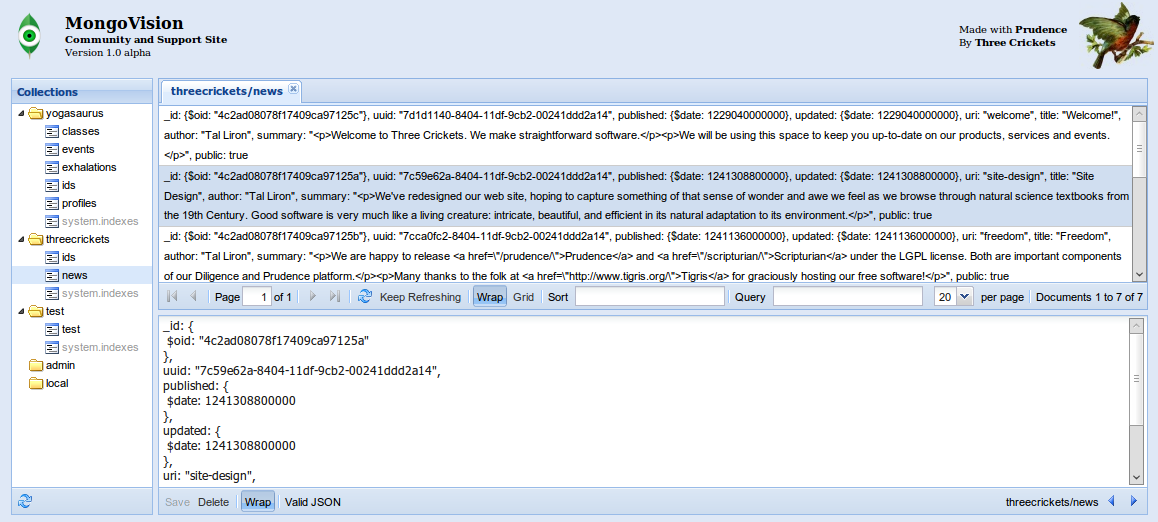 MongoVision
Community and Support Site
Version 1.0 alpha
Made with Prudence
By Three Crickets
Collections
yogasaurus
classes
events
exhalations
ids
profiles
system.indexes
threecrickets
ids
news
system.indexes
test
test
system.indexes
admin
local
threecrickets/news
_id: {$oid: "4c2ad08078f17409ca97125c"}, uuid: "7d1d1140-8404-11df-9cb2-00241ddd2a14", published: {$date: 1229040000000}, updated: {$date: 1229040000000}, uri: "welcome", title: "Welcome!",
author: "Tal Liron", summary: "<p>Welcome to Three Crickets. We make straightforward software.</p><p>We will be using this space to keep you up-to-date on our products, services and events.
</p>", public: true
_id: {$oid: "4c2ad08078f17409ca97125a"}, uuid: "7c59e62a-8404-11df-9cb2-00241ddd2a14", published: {$date: 1241308800000}, updated: {$date: 1241308800000}, uri: "site-design", title: "Site
Design", author: "Tal Liron", summary: "<p>We've redesigned our web site, hoping to capture something of that sense of wonder and awe we feel as we browse through natural science textbooks from
the 19th Century. Good software is very much like a living creature: intricate, beautiful, and efficient in its natural adaptation to its environment.</p>", public: true
_id: {$oid: "4c2ad08078f17409ca97125b"}, uuid: "7cca0fc2-8404-11df-9cb2-00241ddd2a14", published: {$date: 1241136000000}, updated: {$date: 1241136000000}, uri: "freedom", title: "Freedom",
author: "Tal Liron", summary: "<p>We are happy to release <a href=\"/prudence/\">Prudence</a> and <a href=\"/scripturian/\">Scripturian</a> under the LGPL license. Both are important components
of our Diligence and Prudence platform.</p><p>Many thanks to the folk at <a href=\"http://www.tigris.org/\">Tigris</a> for graciously hosting our free software!</p>", public: true
Page 1 of 1 Keep Refreshing Wrap Grid Sort Query 20 per page Documents 1 to 7 of 7
_id: {
$oid: "4c2ad08078f17409ca97125a"
},
uuid: "7c59e62a-8404-11df-9cb2-00241ddd2a14",
published: {
$date: 1241308800000
},
updated: {
$date: 1241308800000
},
uri: "site-design",
Save Delete Wrap Valid JSON threecrickets/news